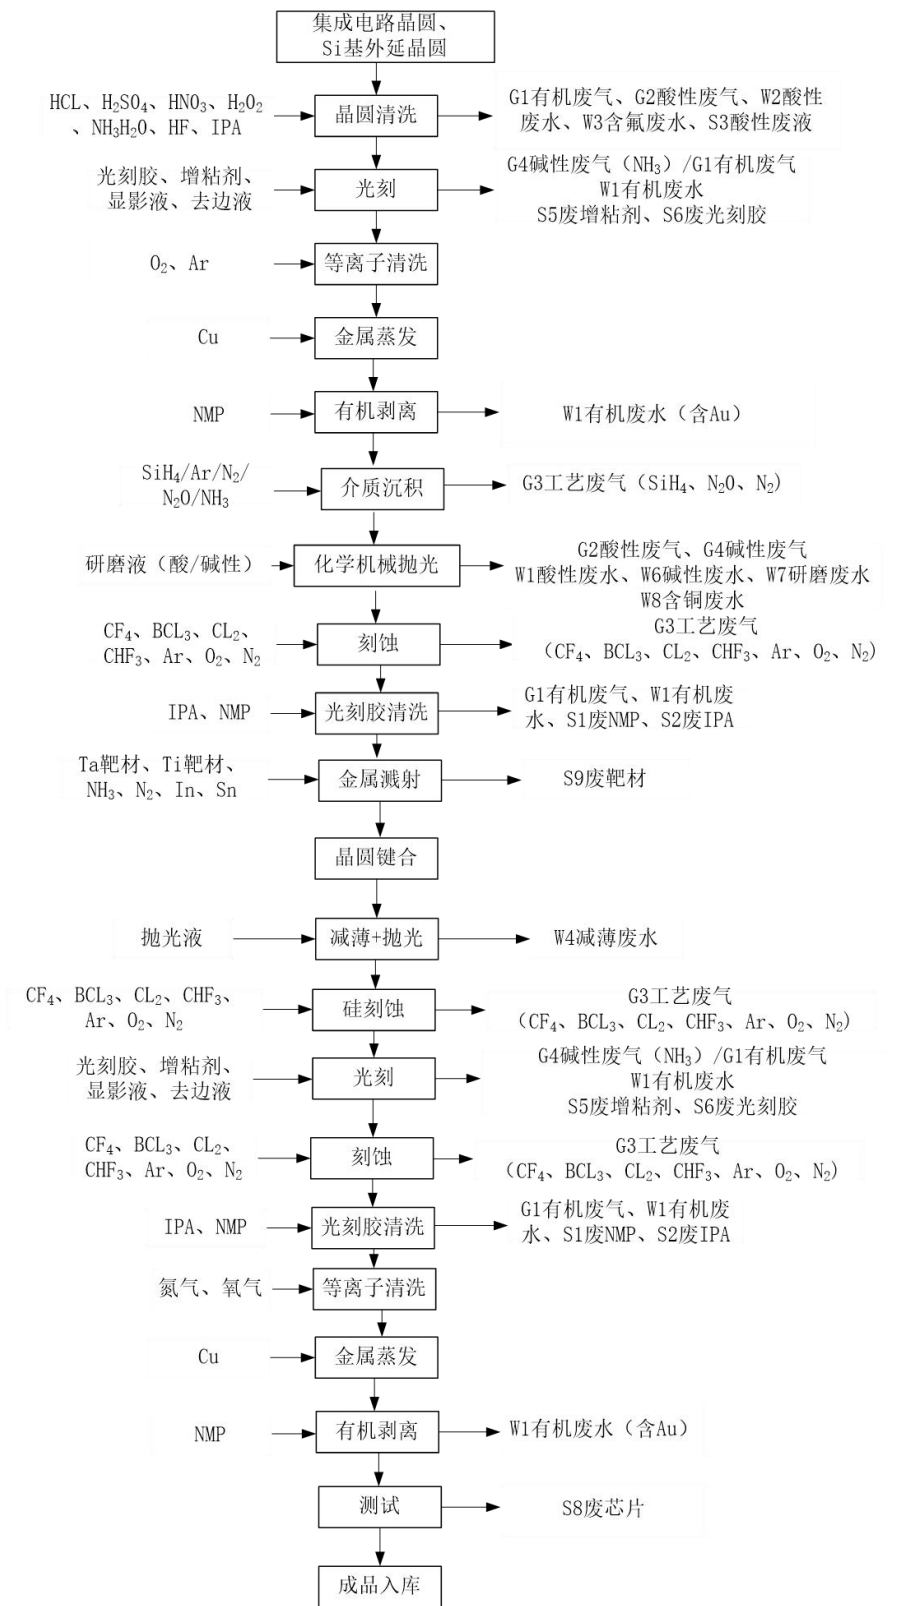 集成电路晶圆、
Si基外延晶圆
HCL、H₂SO₄、HNO₃、H₂O₂
、NH₃H₂O、HF、IPA
晶圆清洗
G1有机废气、G2酸性废气、W2酸性
废水、W3含氟废水、S3酸性废液
光刻胶、增粘剂、
显影液、去边液
光刻
G4碱性废气（NH₃）/G1有机废气
W1有机废水
S5废增粘剂、S6废光刻胶
O₂、Ar
等离子清洗
Cu
金属蒸发
NMP
有机剥离
W1有机废水（含Au）
SiH₄/Ar/N₂/
N₂O/NH₃
介质沉积
G3工艺废气（SiH₄、N₂O、N₂)
研磨液（酸/碱性）
化学机械抛光
G2酸性废气、G4碱性废气
W1酸性废水、W6碱性废水、W7研磨废水
W8含铜废水
CF₄、BCL₃、CL₂、
CHF₃、Ar、O₂、N₂
刻蚀
G3工艺废气
（CF₄、BCL₃、CL₂、CHF₃、Ar、O₂、N₂)
IPA、NMP
光刻胶清洗
G1有机废气、W1有机废
水、S1废NMP、S2废IPA
Ta靶材、Ti靶材、
NH₃、N₂、In、Sn
金属溅射
S9废靶材
晶圆键合
抛光液
减薄+抛光
W4减薄废水
CF₄、BCL₃、CL₂、CHF₃、
Ar、O₂、N₂
硅刻蚀
G3工艺废气
（CF₄、BCL₃、CL₂、CHF₃、Ar、O₂、N₂)
光刻胶、增粘剂、
显影液、去边液
光刻
G4碱性废气（NH₃）/G1有机废气
W1有机废水
S5废增粘剂、S6废光刻胶
CF₄、BCL₃、CL₂、
CHF₃、Ar、O₂、N₂
刻蚀
G3工艺废气
（CF₄、BCL₃、CL₂、CHF₃、Ar、O₂、N₂)
IPA、NMP
光刻胶清洗
G1有机废气、W1有机废
水、S1废NMP、S2废IPA
氮气、氧气
等离子清洗
Cu
金属蒸发
NMP
有机剥离
W1有机废水（含Au）
测试
S8废芯片
成品入库